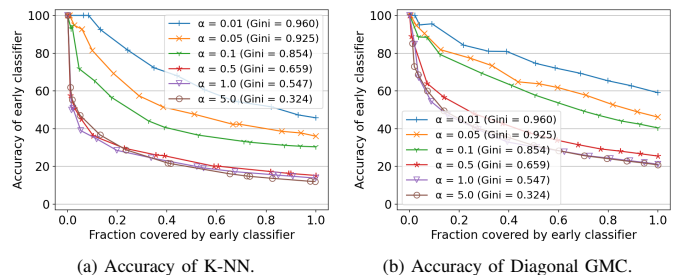 100
80
60
40
20
0
Accuracy of early classifier
0.0 0.2 0.4 0.6 0.8 1.0
Fraction covered by early classifier
α = 0.01 (Gini = 0.960)
α = 0.05 (Gini = 0.925)
α = 0.1 (Gini = 0.854)
α = 0.5 (Gini = 0.659)
α = 1.0 (Gini = 0.547)
α = 5.0 (Gini = 0.324)
(a) Accuracy of K-NN.
100
80
60
40
20
0
Accuracy of early classifier
0.0 0.2 0.4 0.6 0.8 1.0
Fraction covered by early classifier
α = 0.01 (Gini = 0.960)
α = 0.05 (Gini = 0.925)
α = 0.1 (Gini = 0.854)
α = 0.5 (Gini = 0.659)
α = 1.0 (Gini = 0.547)
α = 5.0 (Gini = 0.324)
(b) Accuracy of Diagonal GMC.